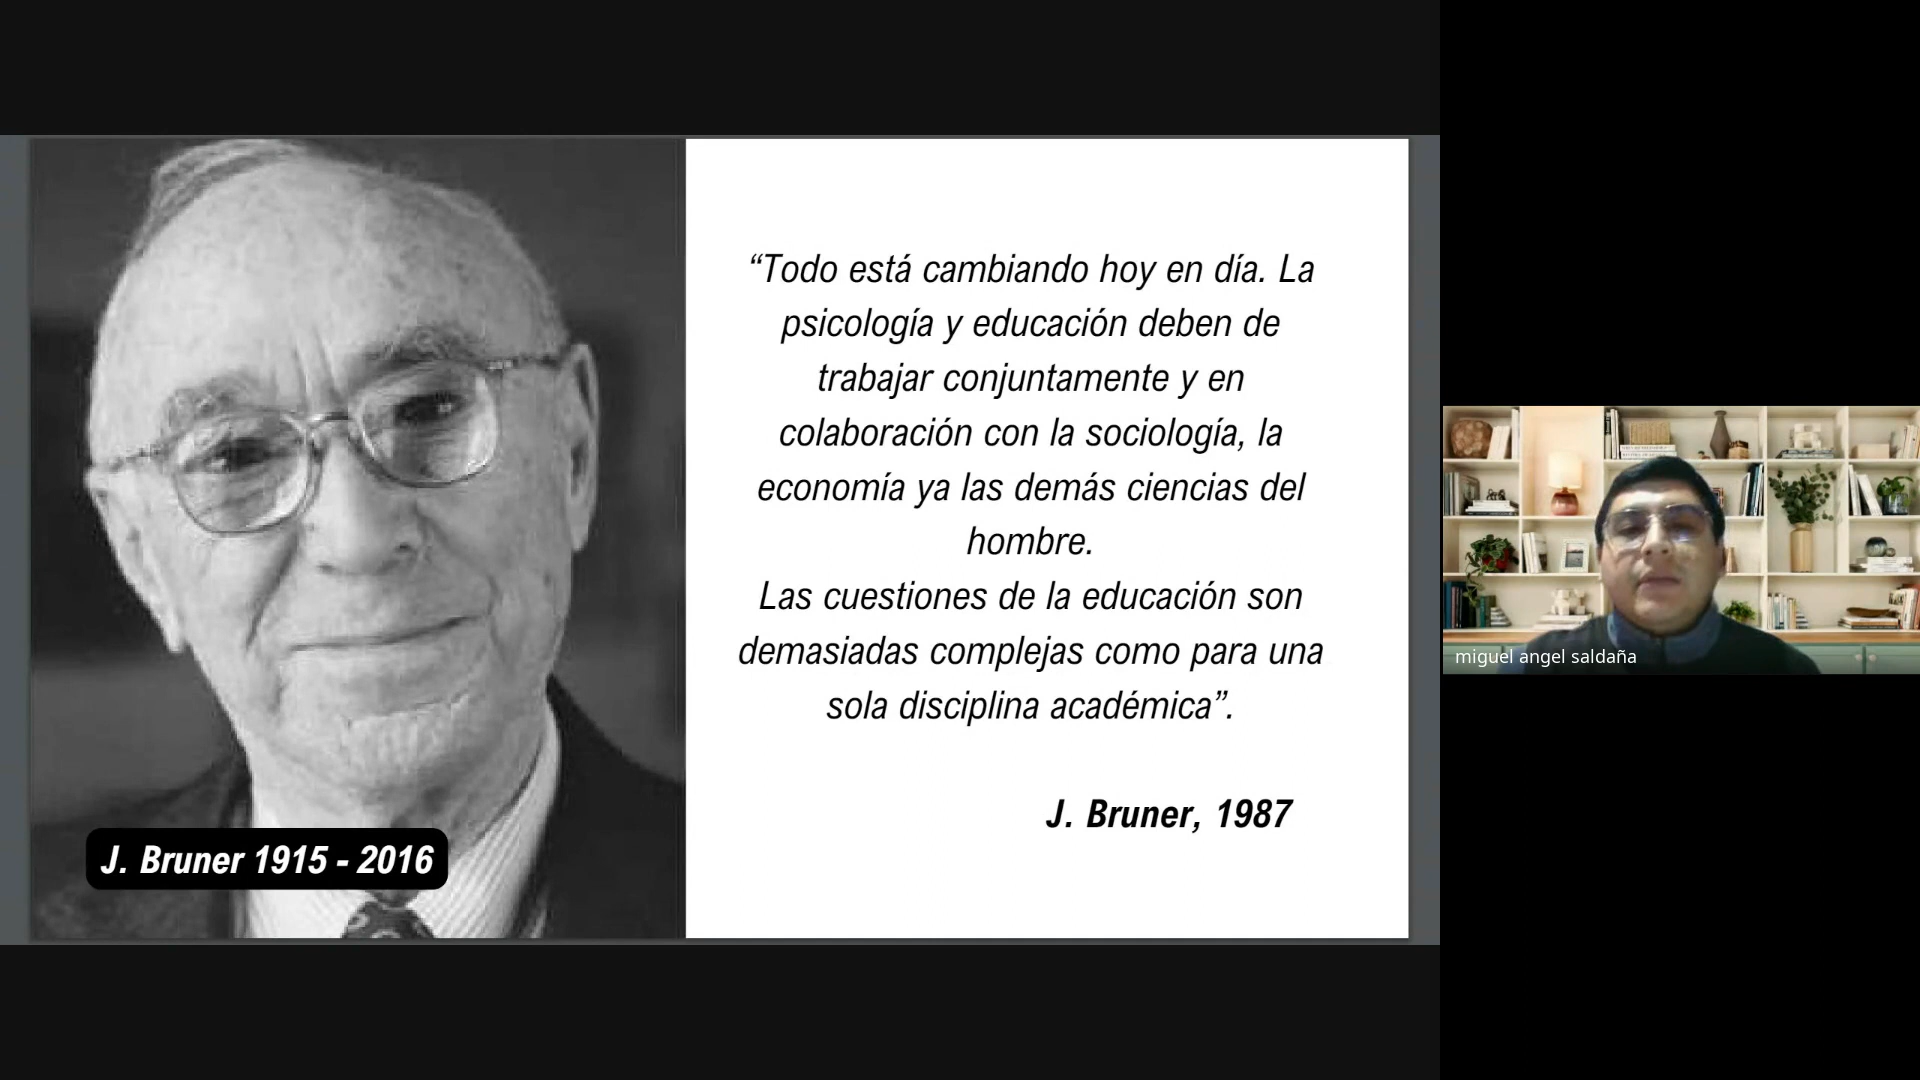 “Todo está cambiando hoy en día. La
psicología y educación deben de
trabajar conjuntamente y en
colaboración con la sociología, la
economía ya las demás ciencias del
hombre.
Las cuestiones de la educación son
demasiadas complejas como para una
sola disciplina académica”.
J. Bruner, 1987
J. Bruner 1915 - 2016
miguel angel saldaña